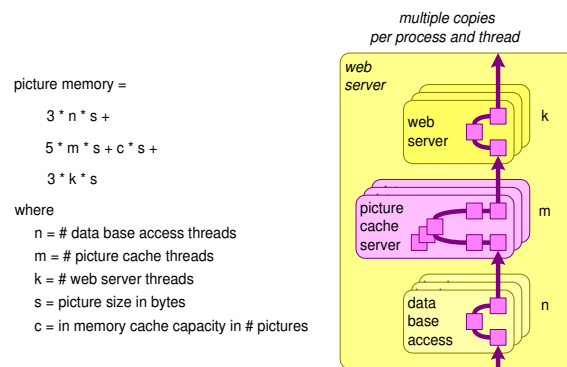 multiple copies
per process and thread
picture memory =
3 * n * s +
5 * m * s + c * s +
3 * k * s
where
n = # data base access threads
m = # picture cache threads
k = # web server threads
s = picture size in bytes
c = in memory cache capacity in # pictures
web
server
web
server
k
picture
cache
server
m
data
base
access
n